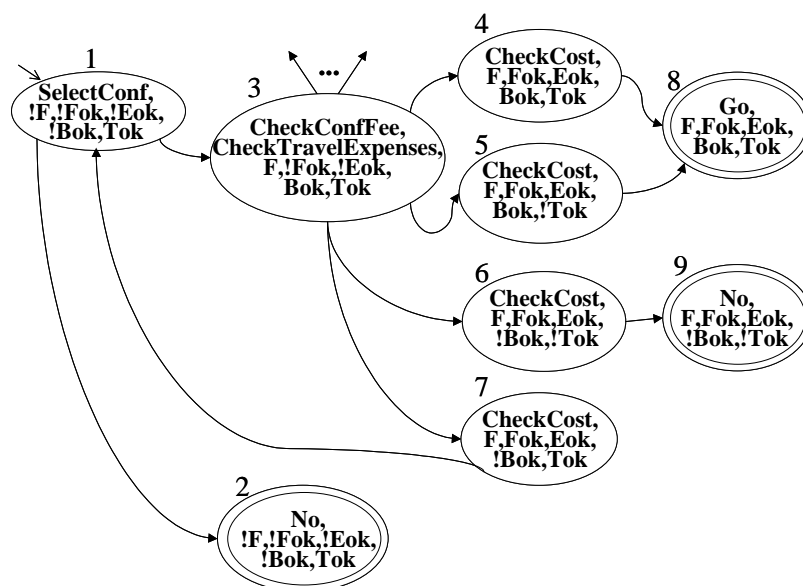 1
SelectConf,
!F,!Fok,!Eok,
!Bok,Tok
...
3
CheckConfFee,
CheckTravelExpenses,
F,!Fok,!Eok,
Bok,Tok
4
CheckCost,
F,Fok,Eok,
Bok,Tok
5
CheckCost,
F,Fok,Eok,
Bok,!Tok
8
Go,
F,Fok,Eok,
Bok,Tok
6
CheckCost,
F,Fok,Eok,
!Bok,!Tok
9
No,
F,Fok,Eok,
!Bok,!Tok
7
CheckCost,
F,Fok,Eok,
!Bok,Tok
2
No,
!F,!Fok,!Eok,
!Bok,Tok